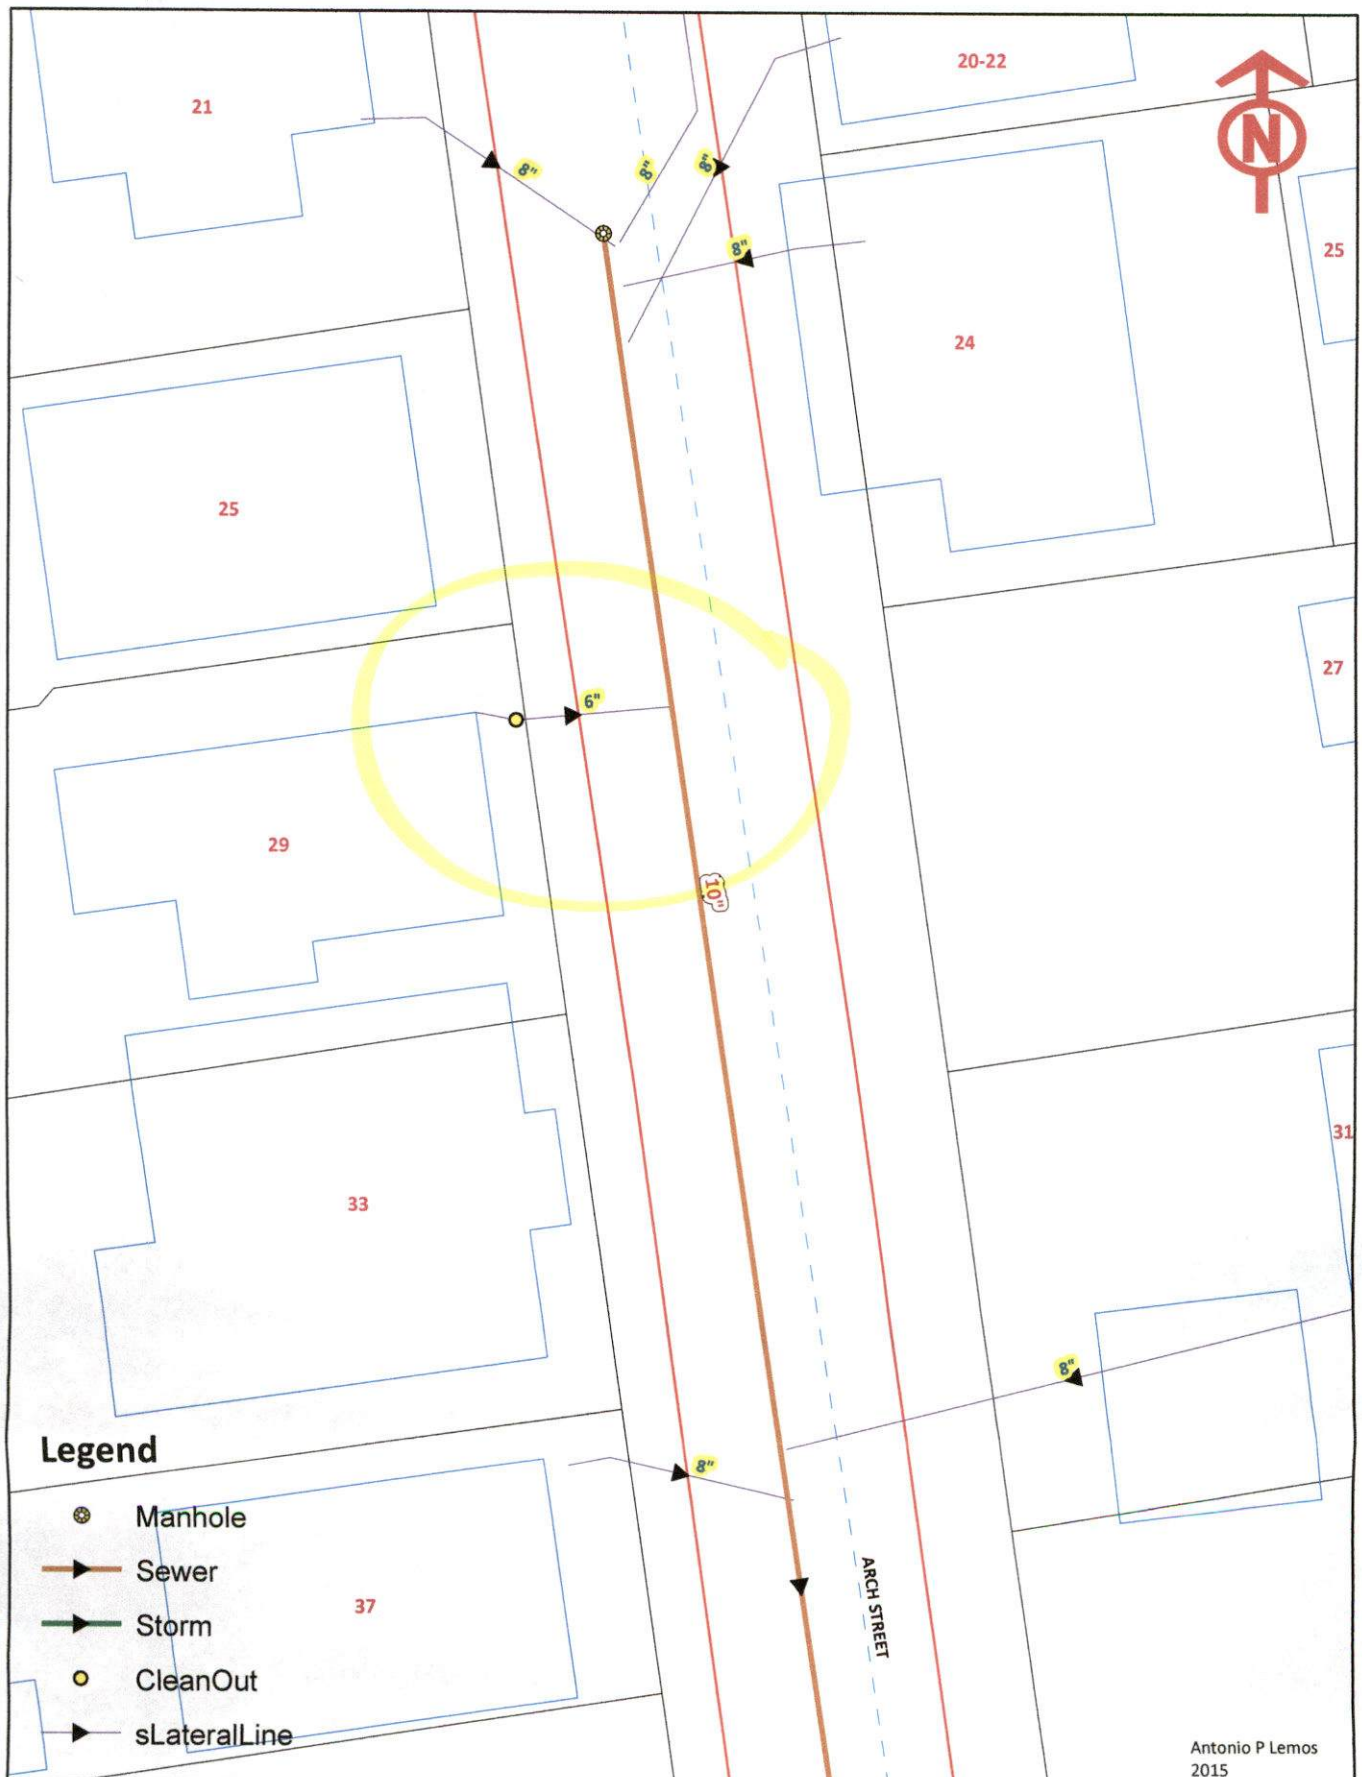 20-22
21
8"
8"
8"
N
8"
25
24
25
6"
27
29
10"
31
33
8"
8"
Legend
Manhole
Sewer
Storm
CleanOut
sLateralLine
37
ARCH STREET
Antonio P Lemos
2015